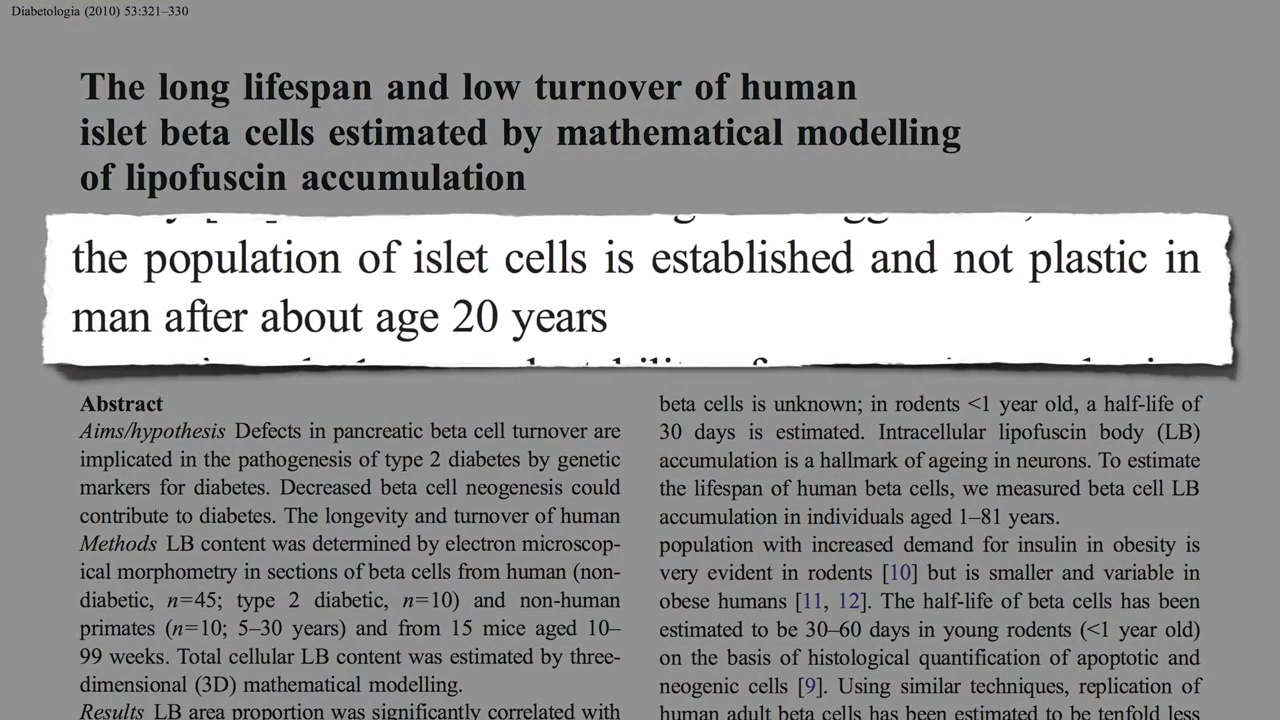 Diabetologia (2010) 53:321–330
The long lifespan and low turnover of human
islet beta cells estimated by mathematical modelling
of lipofuscin accumulation
the population of islet cells is established and not plastic in
man after about age 20 years
Abstract
Aims/hypothesis Defects in pancreatic beta cell turnover are
implicated in the pathogenesis of type 2 diabetes by genetic
markers for diabetes. Decreased beta cell neogenesis could
contribute to diabetes. The longevity and turnover of human
Methods LB content was determined by electron microscop-
ical morphometry in sections of beta cells from human (non-
diabetic, n=45; type 2 diabetic, n=10) and non-human
primates (n=10; 5–30 years) and from 15 mice aged 10–
99 weeks. Total cellular LB content was estimated by three-
dimensional (3D) mathematical modelling.
Results LB area proportion was significantly correlated with
beta cells is unknown; in rodents <1 year old, a half-life of
30 days is estimated. Intracellular lipofuscin body (LB)
accumulation is a hallmark of ageing in neurons. To estimate
the lifespan of human beta cells, we measured beta cell LB
accumulation in individuals aged 1–81 years.
population with increased demand for insulin in obesity is
very evident in rodents [10] but is smaller and variable in
obese humans [11, 12]. The half-life of beta cells has been
estimated to be 30–60 days in young rodents (<1 year old)
on the basis of histological quantification of apoptotic and
neogenic cells [9]. Using similar techniques, replication of
human adult beta cells has been estimated to be tenfold less